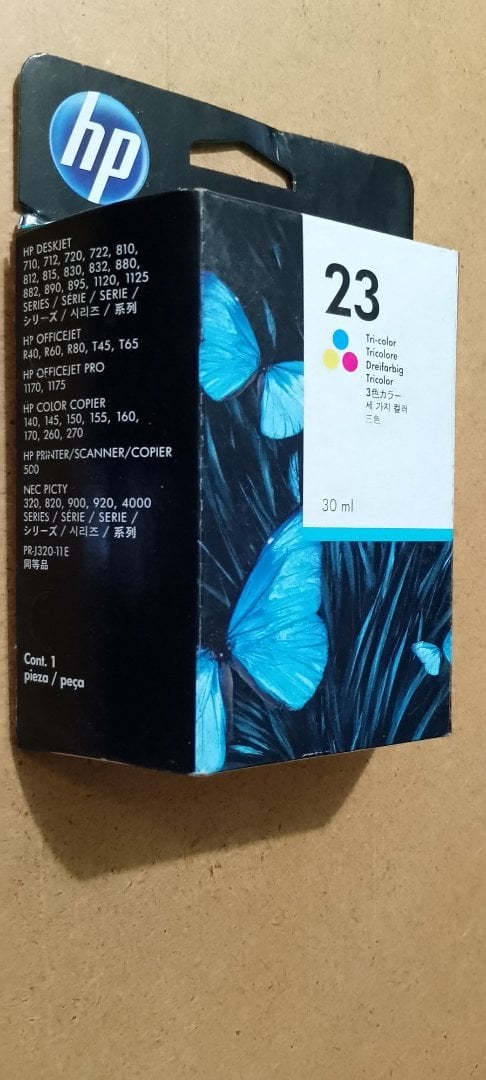 hp
HP DESKJET
710, 712, 720, 722, 810,
812, 815, 830, 832, 880,
882, 890, 895, 1120, 1125
SERIES / SÉRIE / SERIE /
シリーズ / 시리즈 / 系列
HP OFFICEJET
R40, R60, R80, T45, T65
HP OFFICEJET PRO
1170, 1175
HP COLOR COPIER
140, 145, 150, 155, 160,
170, 260, 270
HP PRINTER/SCANNER/COPIER
500
NEC PICTY
320, 820, 900, 920, 4000
SERIES / SÉRIE / SERIE /
シリーズ / 시리즈 / 系列
PR-J320-11E
同等品
Cont. 1
pieza / peça
23
Tri-color
Tricolore
Dreifarbig
Tricolor
3色カラー
세 가지 컬러
三色
30 ml